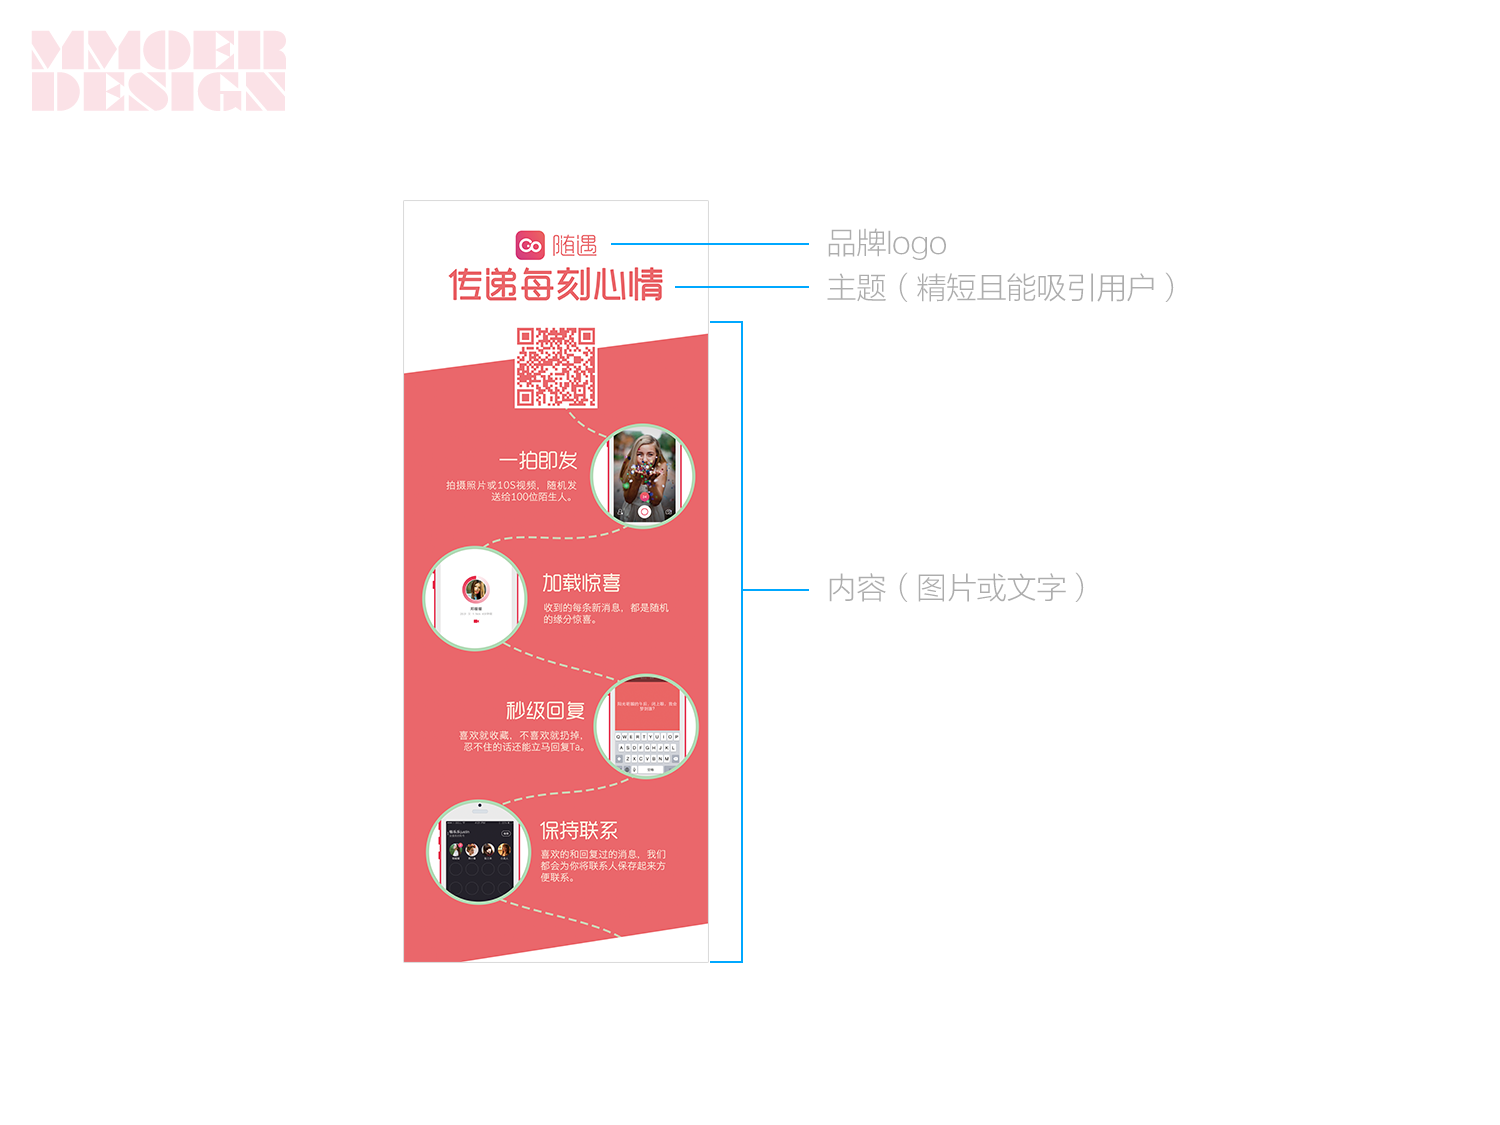 MMOER
DESIGN
随遇
品牌logo
传递每刻心情
主题（精短且能吸引用户）
一拍即发
拍摄照片或10S视频，随机发
送给100位陌生人。
加载惊喜
收到的每条新消息，都是随机
的缘分惊喜。
内容（图片或文字）
秒级回复
喜欢就收藏，不喜欢就扔掉，
忍不住的话还能立马回复Ta。
Q W E R T Y U I O P
A S D F G H J K L
Z X C V B N M
保持联系
喜欢的和回复过的消息，我们
都会为你将联系人保存起来方
便联系。